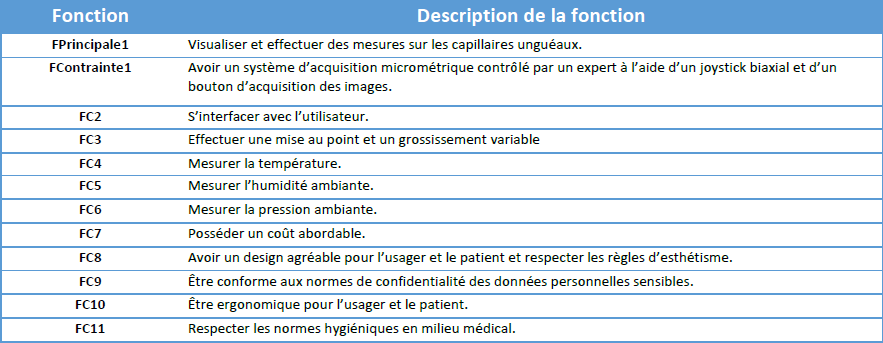 Fonction Description de la fonction
FPrincipale1 Visualiser et effectuer des mesures sur les capillaires unguéaux.
FContrainte1 Avoir un système d’acquisition micrométrique contrôlé par un expert à l’aide d’un joystick biaxial et d’un
bouton d’acquisition des images.
FC2 S’interfacer avec l’utilisateur.
FC3 Effectuer une mise au point et un grossissement variable
FC4 Mesurer la température.
FC5 Mesurer l’humidité ambiante.
FC6 Mesurer la pression ambiante.
FC7 Posséder un coût abordable.
FC8 Avoir un design agréable pour l’usager et le patient et respecter les règles d’esthétisme.
FC9 Être conforme aux normes de confidentialité des données personnelles sensibles.
FC10 Être ergonomique pour l’usager et le patient.
FC11 Respecter les normes hygiéniques en milieu médical.